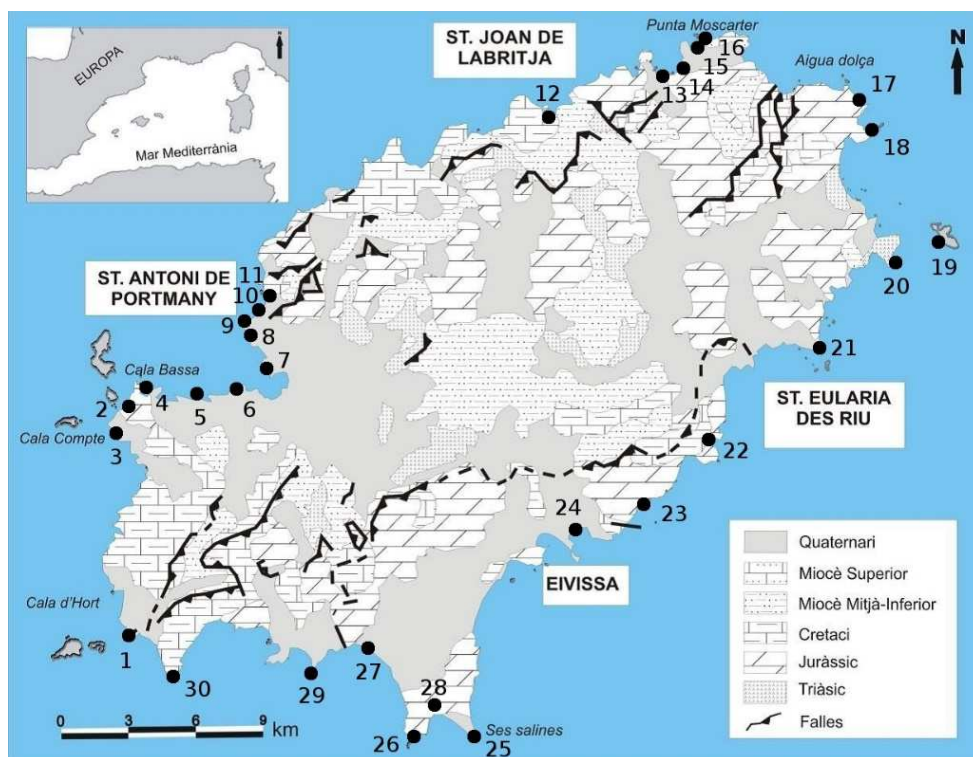 EUROPA
N
Mar Mediterrània
ST. JOAN DE
LABRITJA
Punta Moscarter
16
15
14
13
12
Aigua dolça
17
18
N
19
20
21
ST. ANTONI DE
PORTMANY
11
10
9
8
7
Cala Bassa
2
4
5
6
Cala Compte
3
ST. EULARIA
DES RIU
22
23
24
EIVISSA
Cala d'Hort
1
30
29
27
28
26
25
Ses salines
0 3 6 9
km
Quaternari
Miocè Superior
Miocè Mitjà-Inferior
Cretaci
Juràssic
Triàsic
Falles